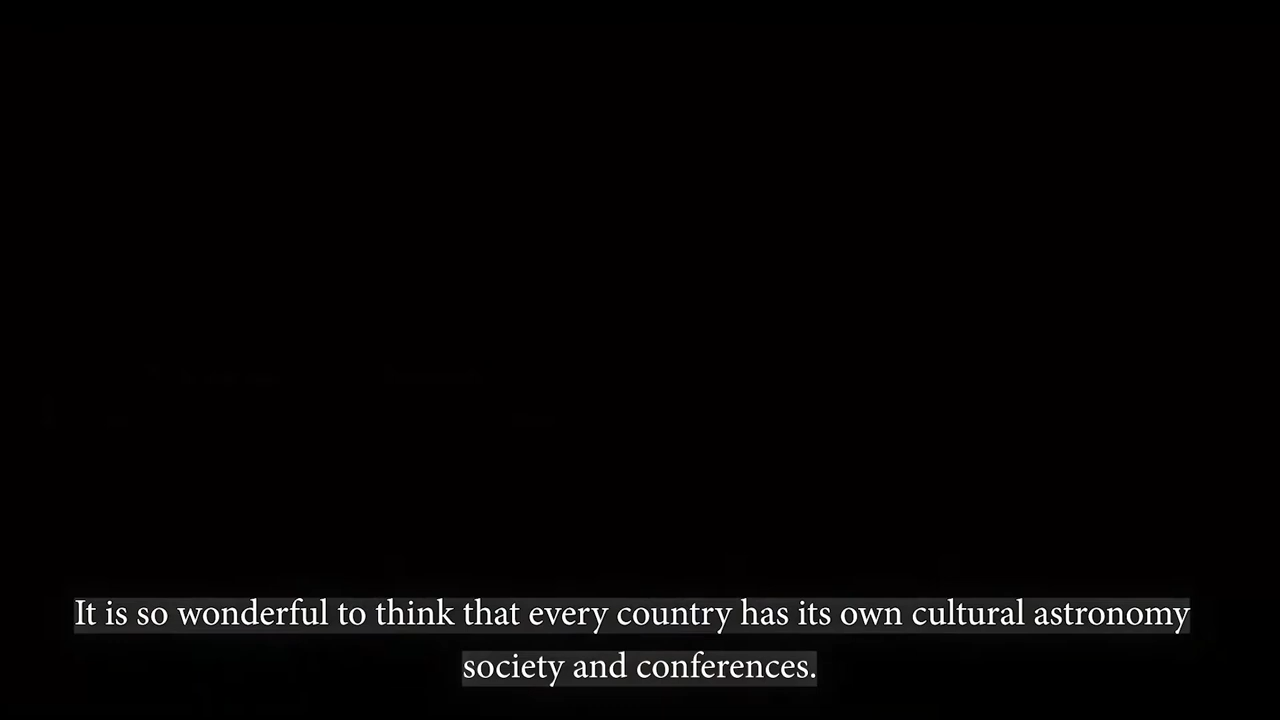 It is so wonderful to think that every country has its own cultural astronomy
society and conferences.